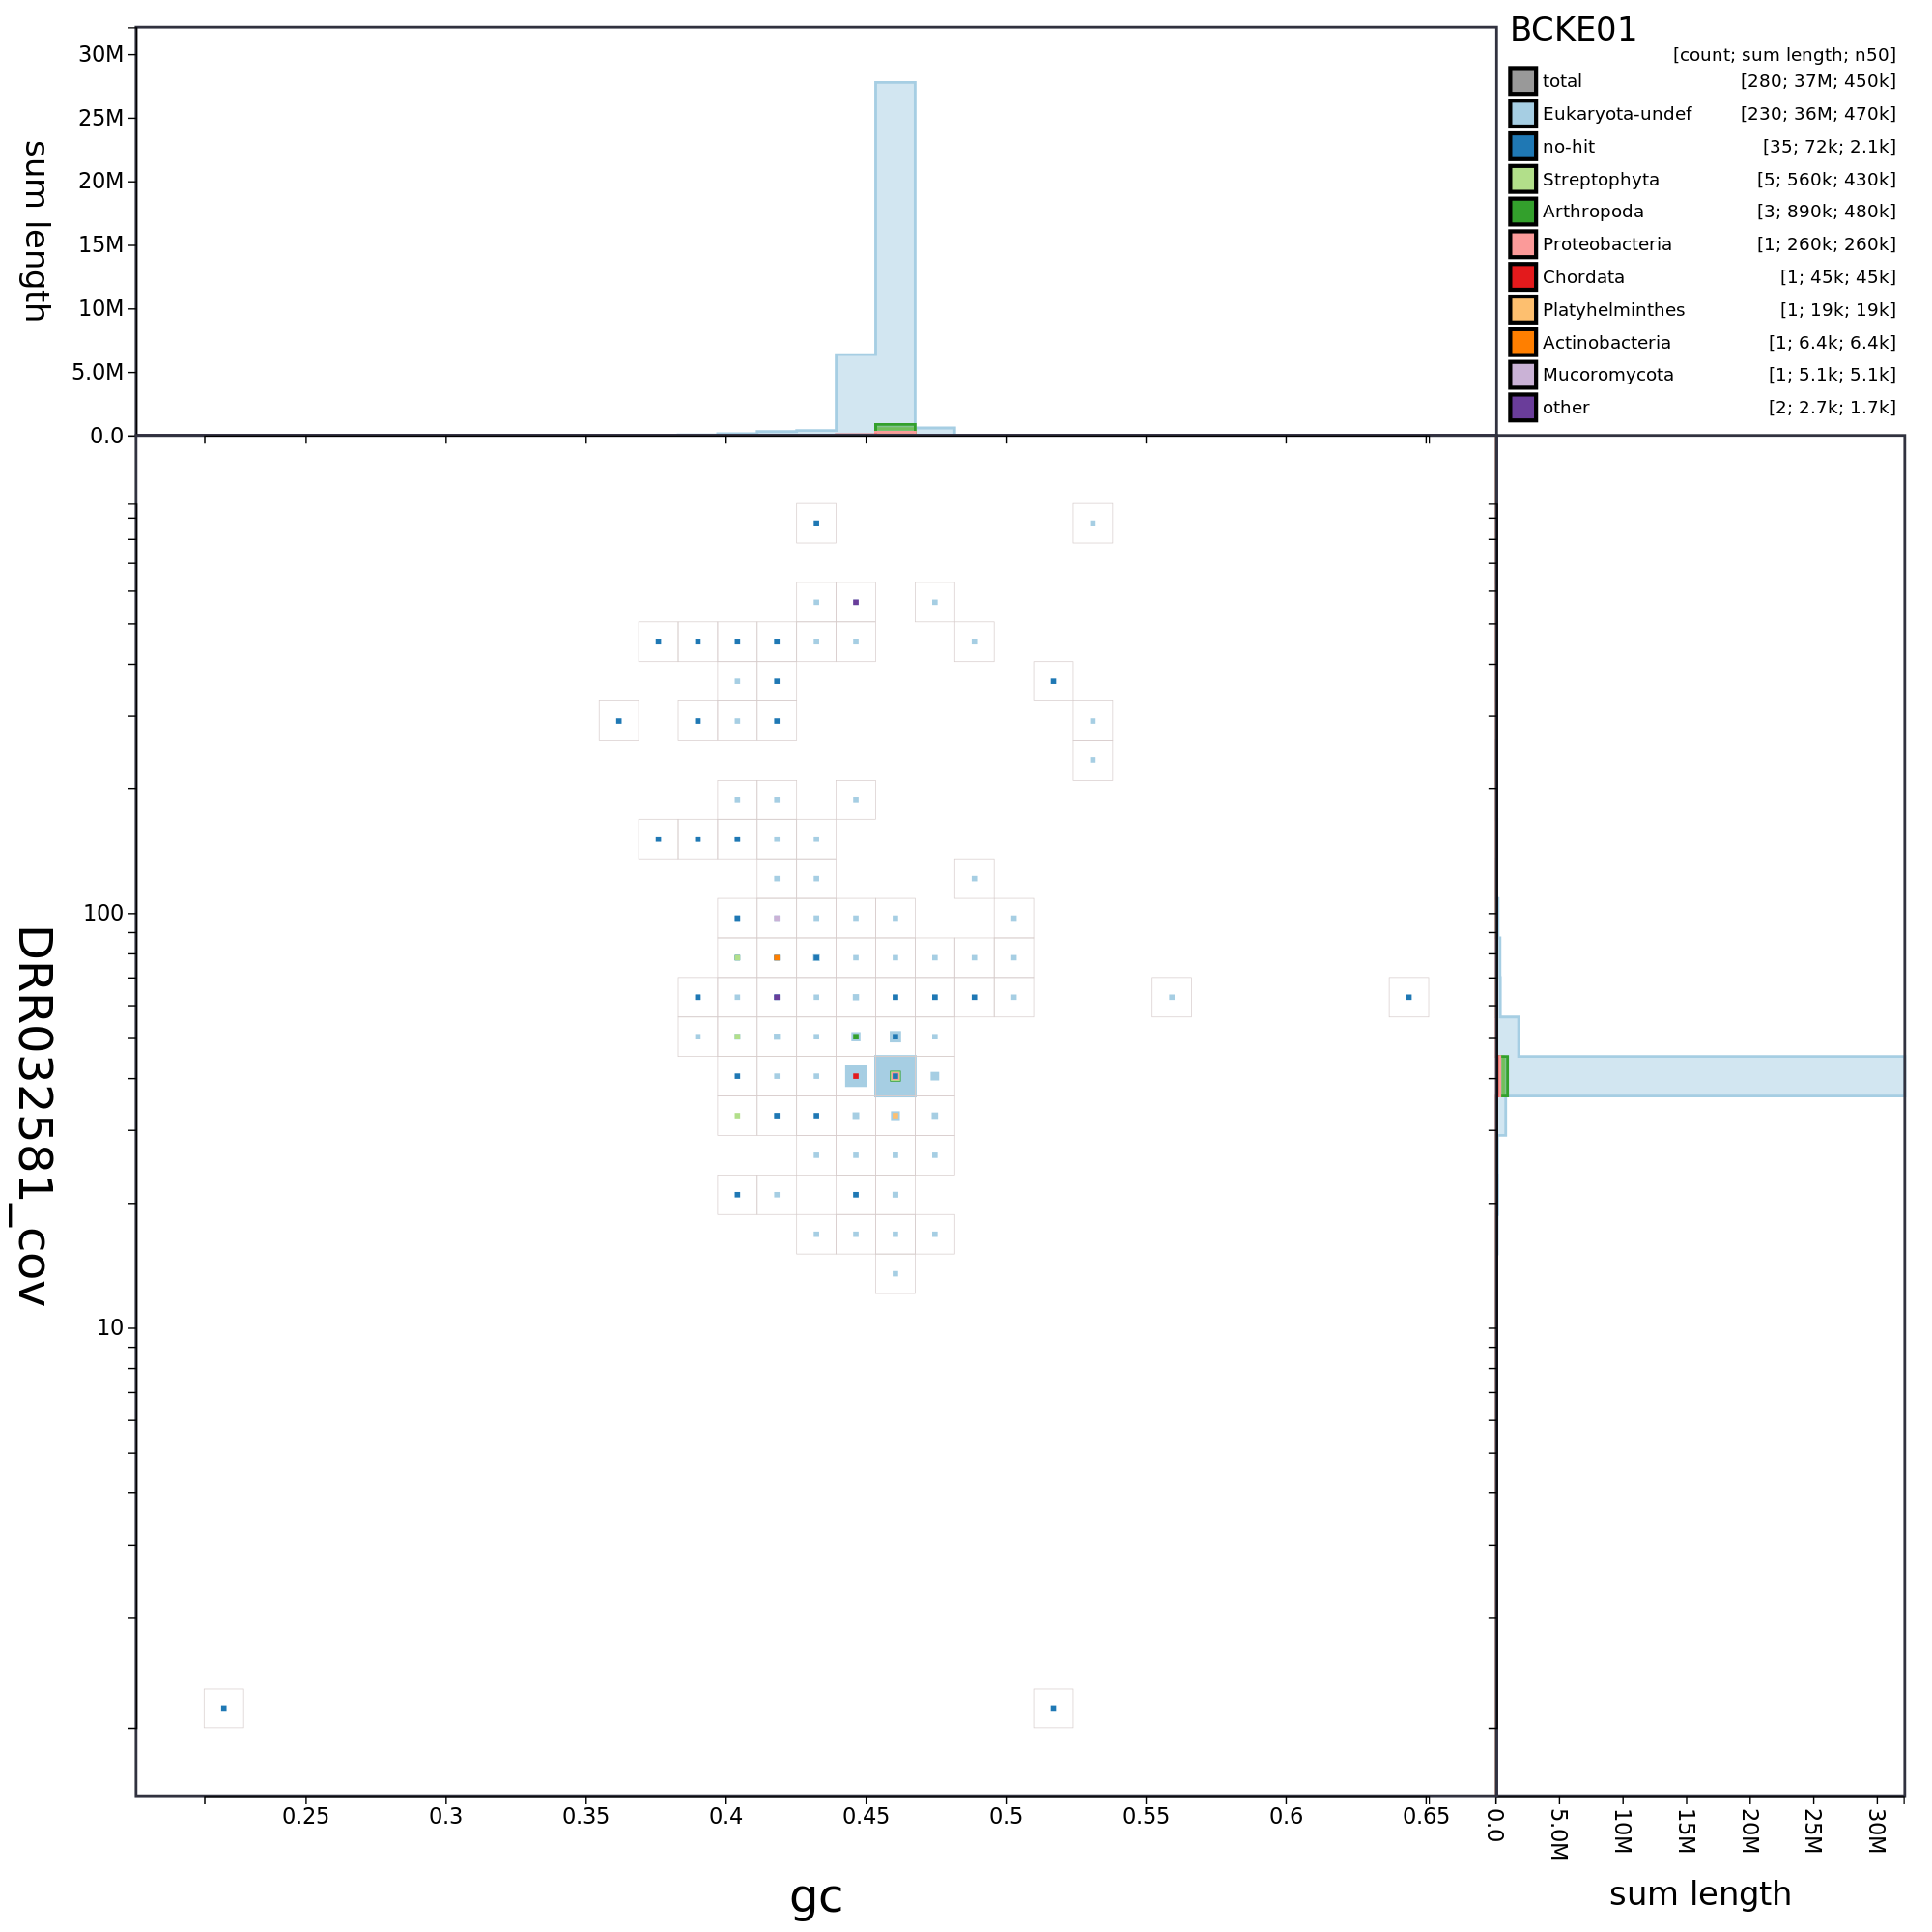 BCKE01
[count; sum length; n50]
total [280; 37M; 450k]
Eukaryota-undef [230; 36M; 470k]
no-hit [35; 72k; 2.1k]
Streptophyta [5; 560k; 430k]
Arthropoda [3; 890k; 480k]
Proteobacteria [1; 260k; 260k]
Chordata [1; 45k; 45k]
Platyhelminthes [1; 19k; 19k]
Actinobacteria [1; 6.4k; 6.4k]
Mucoromycota [1; 5.1k; 5.1k]
other [2; 2.7k; 1.7k]
sum length
30M
25M
20M
15M
10M
5.0M
0.0
DRR032581_cov
100
10
0.25 0.3 0.35 0.4 0.45 0.5 0.55 0.6 0.65
gc
0.0 5.0M 10M 15M 20M 25M 30M
sum length